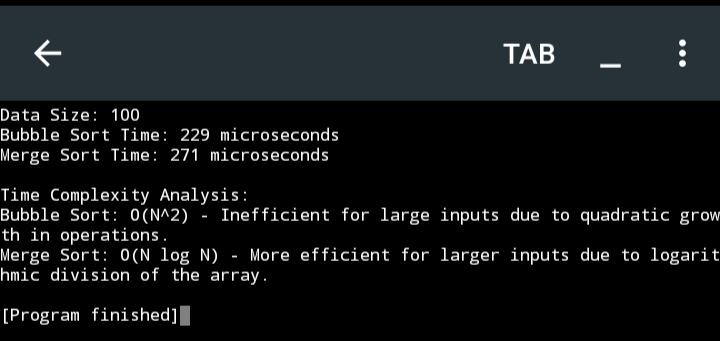 TAB
Data Size: 100
Bubble Sort Time: 229 microseconds
Merge Sort Time: 271 microseconds
Time Complexity Analysis:
Bubble Sort: O(N^2) - Inefficient for large inputs due to quadratic grow
th in operations.
Merge Sort: O(N log N) - More efficient for larger inputs due to logarit
hmic division of the array.
[Program finished]